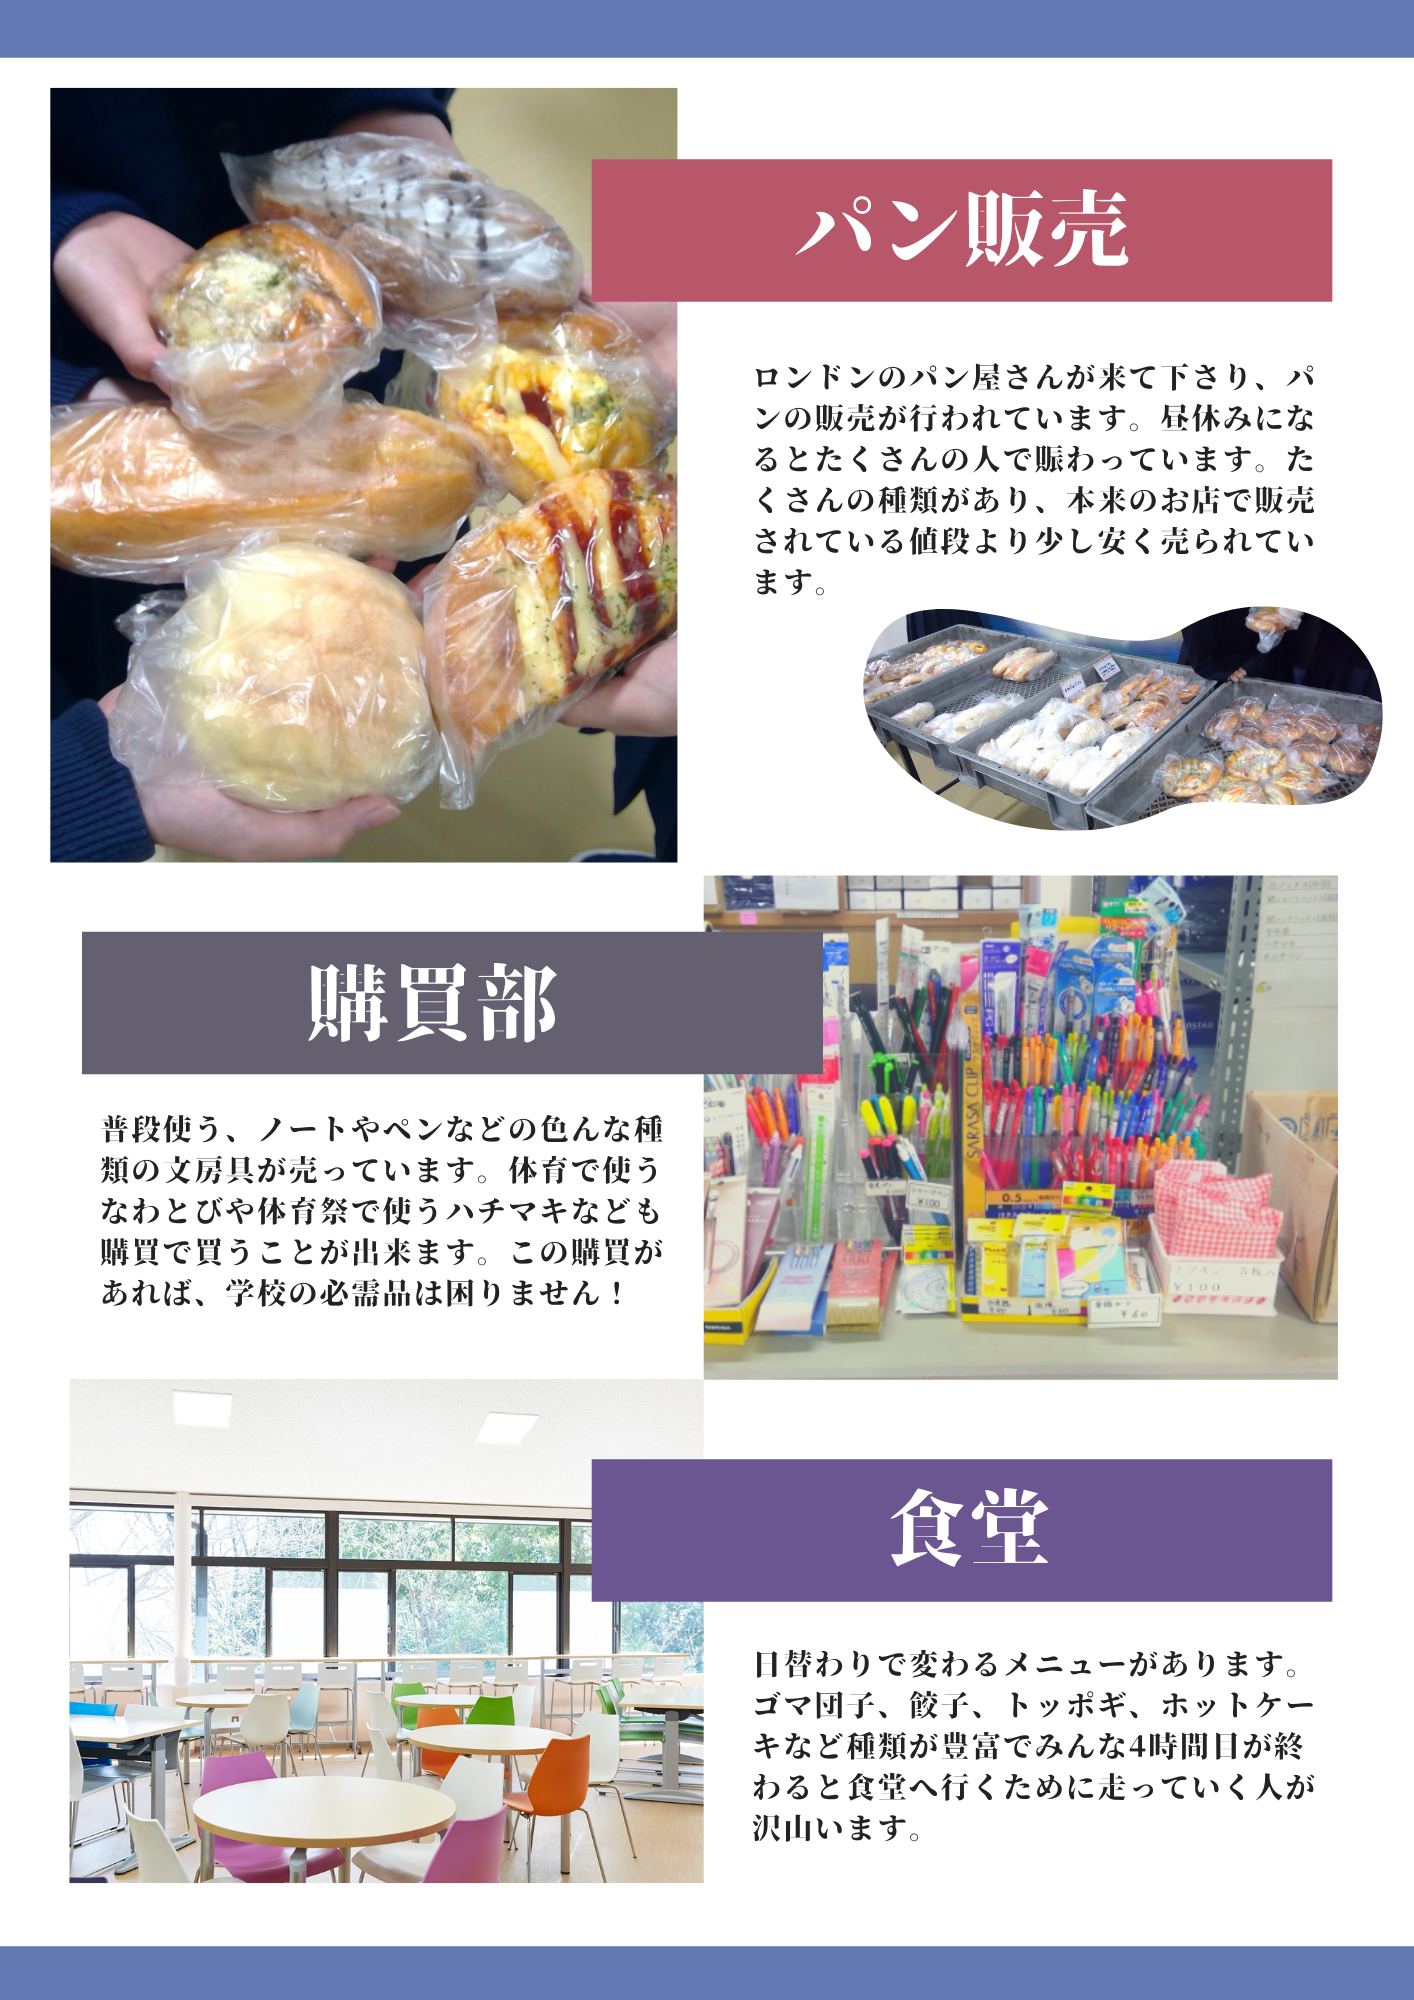 パン販売
ロンドンのパン屋さんが来て下さり、パ
ンの販売が行われています。昼休みにな
るとたくさんの人で賑わっています。た
くさんの種類があり、本来のお店で販売
されている値段より少し安く売られてい
ます。
購買部
普段使う、ノートやペンなどの色んな種
類の文房具が売っています。体育で使う
なわとびや体育祭で使うハチマキなども
購買で買うことが出来ます。この購買が
あれば、学校の必需品は困りません！
SARASA CLIP
0.5
¥100
¥100
¥60
食堂
日替わりで変わるメニューがあります。
ゴマ団子、餃子、トッポギ、ホットケー
キなど種類が豊富でみんな4時間目が終
わると食堂へ行くために走っていく人が
沢山います。